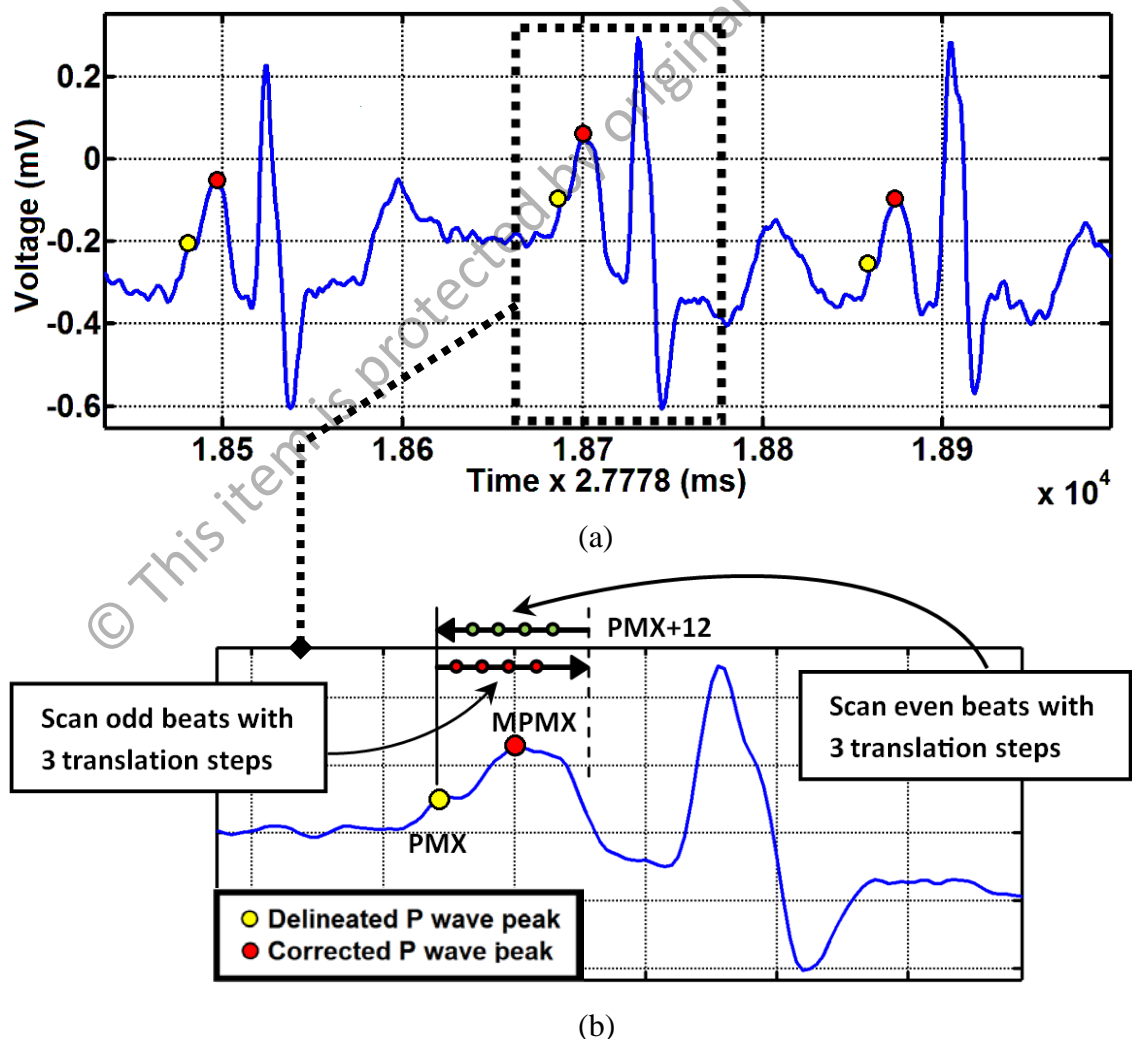 © This item is protected by original
0.2
0
-0.2
-0.4
-0.6
Voltage (mV)
1.85 1.86 1.87 1.88 1.89
Time x 2.7778 (ms)
x 10⁴
(a)
PMX+12
Scan odd beats with
3 translation steps
MPMX
Scan even beats with
3 translation steps
PMX
Delineated P wave peak
Corrected P wave peak
(b)